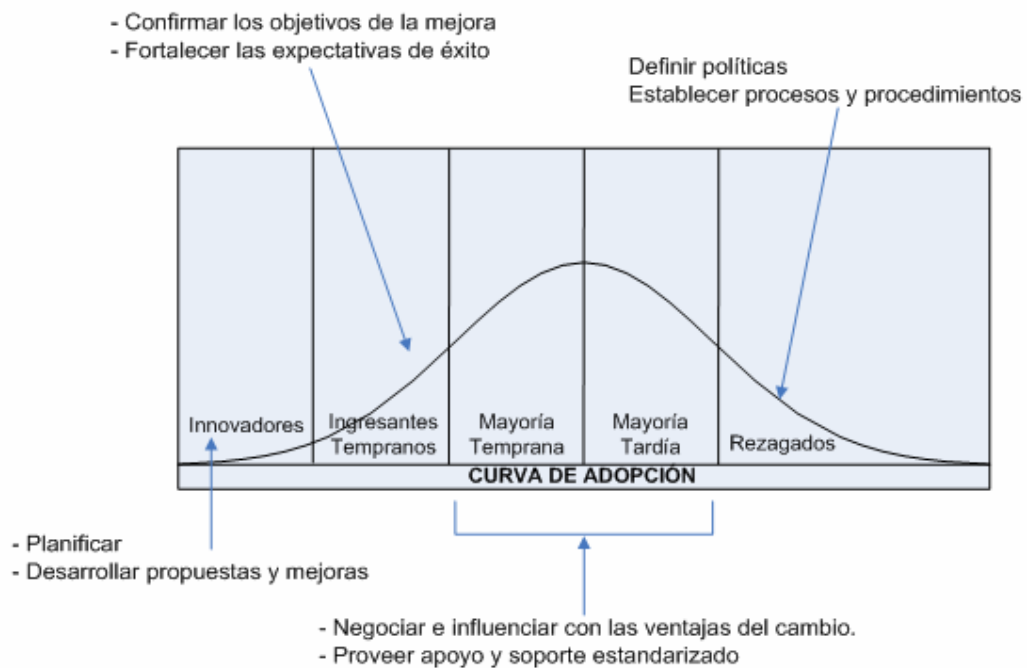 - Confirmar los objetivos de la mejora
- Fortalecer las expectativas de éxito
Definir políticas
Establecer procesos y procedimientos
Innovadores
Ingresantes
Tempranos
Mayoría
Temprana
Mayoría
Tardía
Rezagados
CURVA DE ADOPCIÓN
- Planificar
- Desarrollar propuestas y mejoras
- Negociar e influenciar con las ventajas del cambio.
- Proveer apoyo y soporte estandarizado